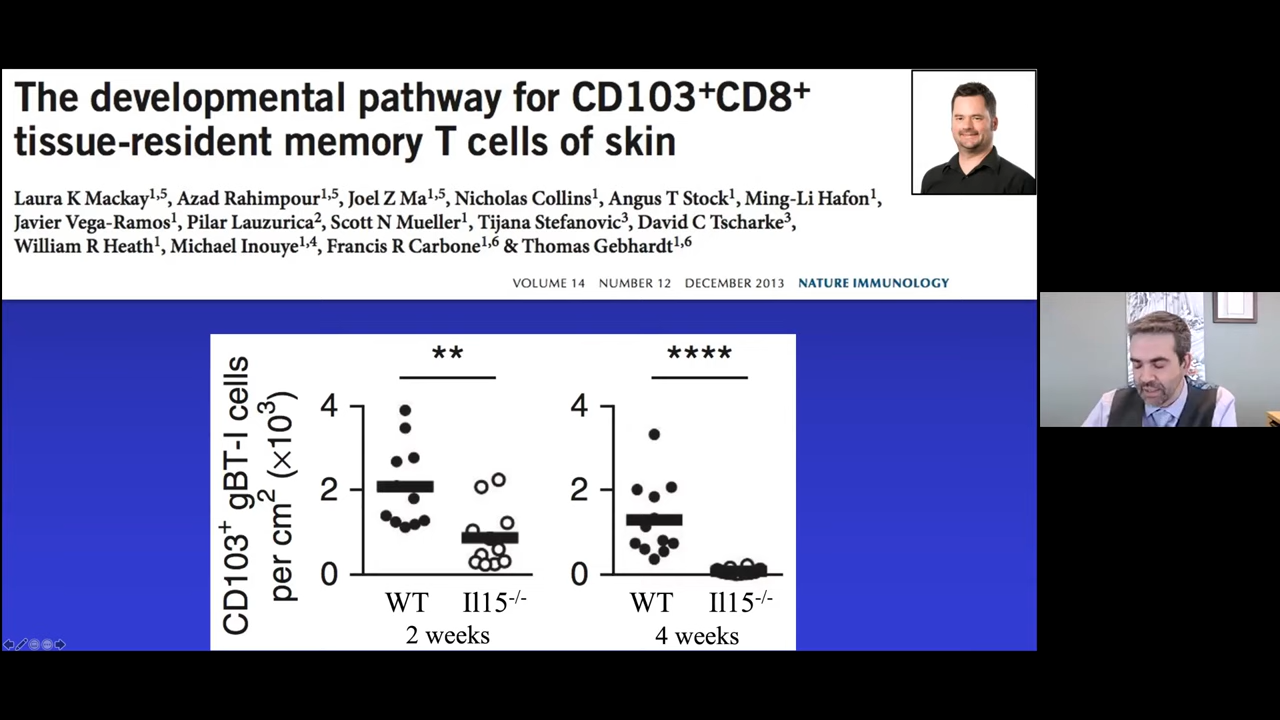 The developmental pathway for CD103⁺CD8⁺
tissue-resident memory T cells of skin
Laura K Mackay¹,⁵, Azad Rahimpour¹,⁵, Joel Z Ma¹,⁵, Nicholas Collins¹, Angus T Stock¹, Ming-Li Hafon¹,
Javier Vega-Ramos¹, Pilar Lauzurica², Scott N Mueller¹, Tijana Stefanovic³, David C Tscharke³,
William R Heath¹, Michael Inouye¹,⁴, Francis R Carbone¹,⁶ & Thomas Gebhardt¹,⁶
VOLUME 14 NUMBER 12 DECEMBER 2013 NATURE IMMUNOLOGY
CD103⁺ gBT-I cells
per cm² (×10³)
**
4
2
0
WT Il15⁻/⁻
2 weeks
****
4
2
0
WT Il15⁻/⁻
4 weeks